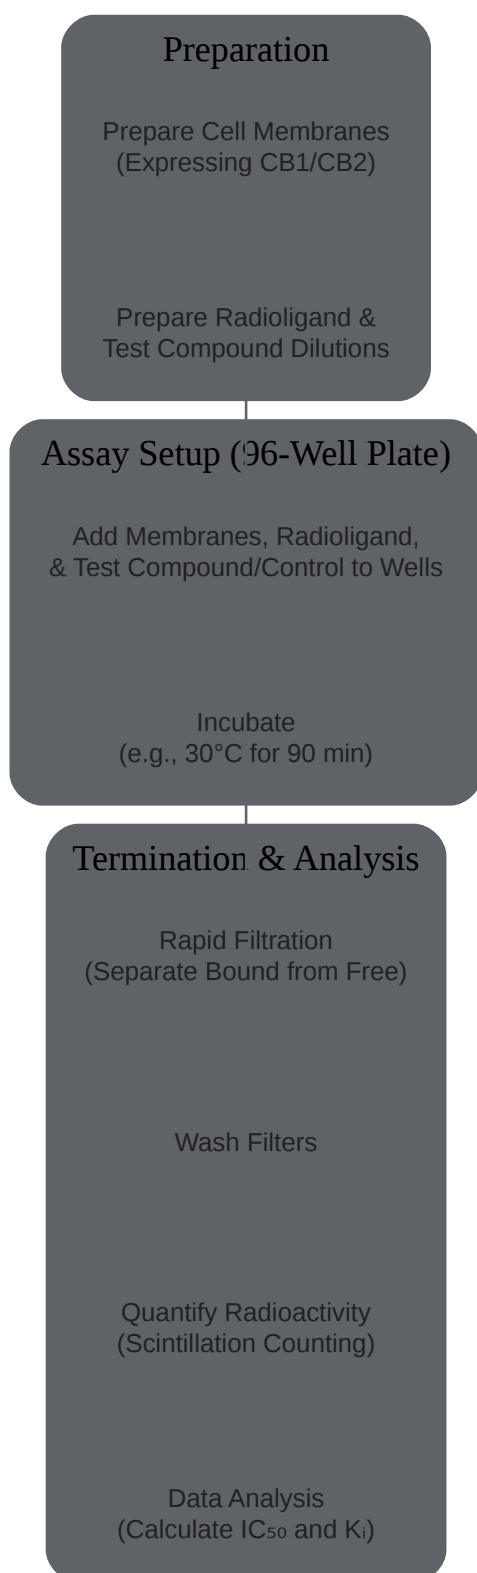 Preparation
Prepare Cell Membranes
(Expressing CB1/CB2)
Prepare Radioligand &
Test Compound Dilutions
Assay Setup (96-Well Plate)
Add Membranes, Radioligand,
& Test Compound/Control to Wells
Incubate
(e.g., 30°C for 90 min)
Termination & Analysis
Rapid Filtration
(Separate Bound from Free)
Wash Filters
Quantify Radioactivity
(Scintillation Counting)
Data Analysis
(Calculate IC₅₀ and Kᵢ)